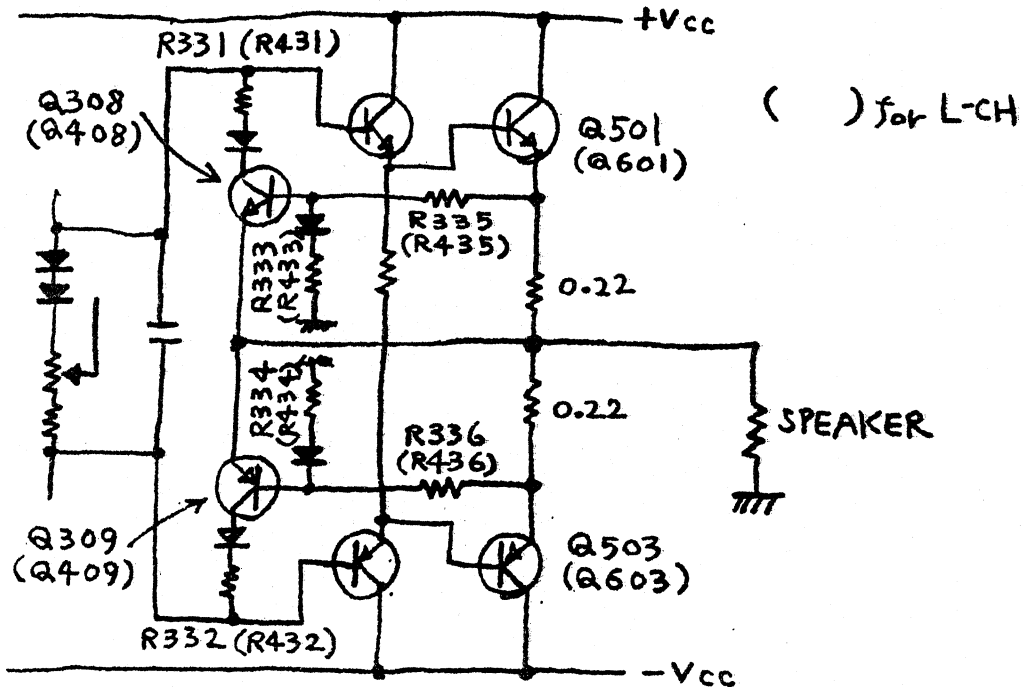 +Vcc
R331 (R431)
Q308
(Q408)
Q501
(Q601)
( ) for L-CH
R335
(R435)
R333
(R433)
0.22
R334
(R434)
0.22
SPEAKER
R336
(R436)
Q309
(Q409)
Q503
(Q603)
R332 (R432)
-Vcc